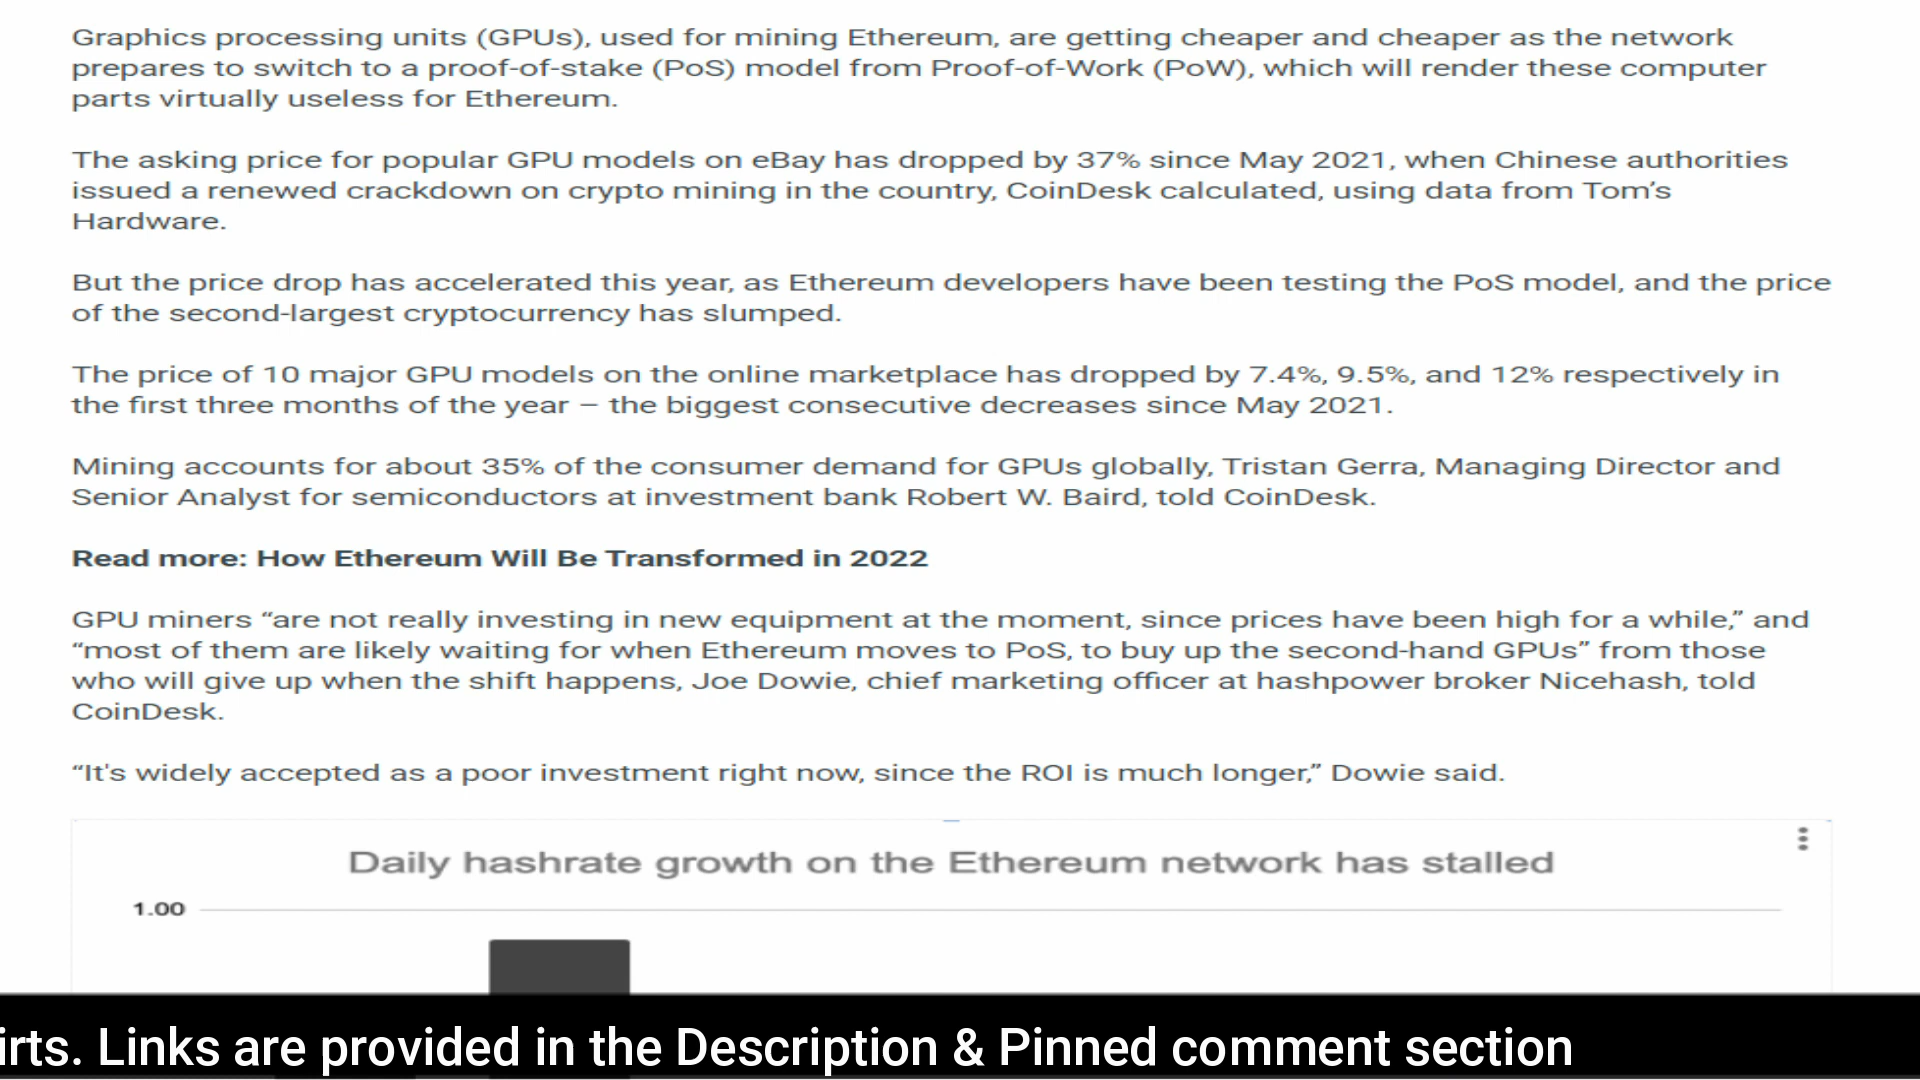 Graphics processing units (GPUs), used for mining Ethereum, are getting cheaper and cheaper as the network
prepares to switch to a proof-of-stake (PoS) model from Proof-of-Work (PoW), which will render these computer
parts virtually useless for Ethereum.
The asking price for popular GPU models on eBay has dropped by 37% since May 2021, when Chinese authorities
issued a renewed crackdown on crypto mining in the country, CoinDesk calculated, using data from Tom’s
Hardware.
But the price drop has accelerated this year, as Ethereum developers have been testing the PoS model, and the price
of the second-largest cryptocurrency has slumped.
The price of 10 major GPU models on the online marketplace has dropped by 7.4%, 9.5%, and 12% respectively in
the first three months of the year – the biggest consecutive decreases since May 2021.
Mining accounts for about 35% of the consumer demand for GPUs globally, Tristan Gerra, Managing Director and
Senior Analyst for semiconductors at investment bank Robert W. Baird, told CoinDesk.
Read more: How Ethereum Will Be Transformed in 2022
GPU miners “are not really investing in new equipment at the moment, since prices have been high for a while,” and
“most of them are likely waiting for when Ethereum moves to PoS, to buy up the second-hand GPUs” from those
who will give up when the shift happens, Joe Dowie, chief marketing officer at hashpower broker Nicehash, told
CoinDesk.
“It's widely accepted as a poor investment right now, since the ROI is much longer,” Dowie said.
Daily hashrate growth on the Ethereum network has stalled
1.00
irts. Links are provided in the Description & Pinned comment section